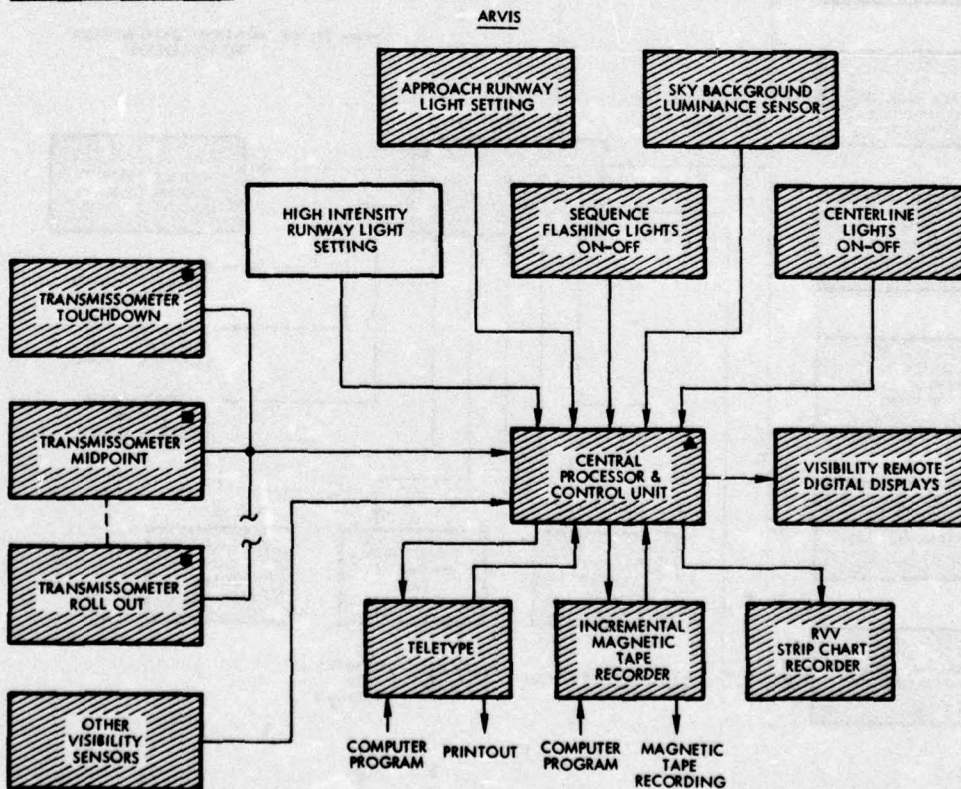 ARVIS
APPROACH RUNWAY
LIGHT SETTING
SKY BACKGROUND
LUMINANCE SENSOR
HIGH INTENSITY
RUNWAY LIGHT
SETTING
SEQUENCE
FLASHING LIGHTS
ON-OFF
CENTERLINE
LIGHTS
ON-OFF
TRANSMISSOMETER
TOUCHDOWN
TRANSMISSOMETER
MIDPOINT
CENTRAL
PROCESSOR &
CONTROL UNIT
VISIBILITY REMOTE
DIGITAL DISPLAYS
TRANSMISSOMETER
ROLL OUT
TELETYPE
INCREMENTAL
MAGNETIC
TAPE
RECORDER
RVV
STRIP CHART
RECORDER
OTHER
VISIBILITY
SENSORS
COMPUTER
PROGRAM
PRINTOUT
COMPUTER
PROGRAM
MAGNETIC
TAPE
RECORDING